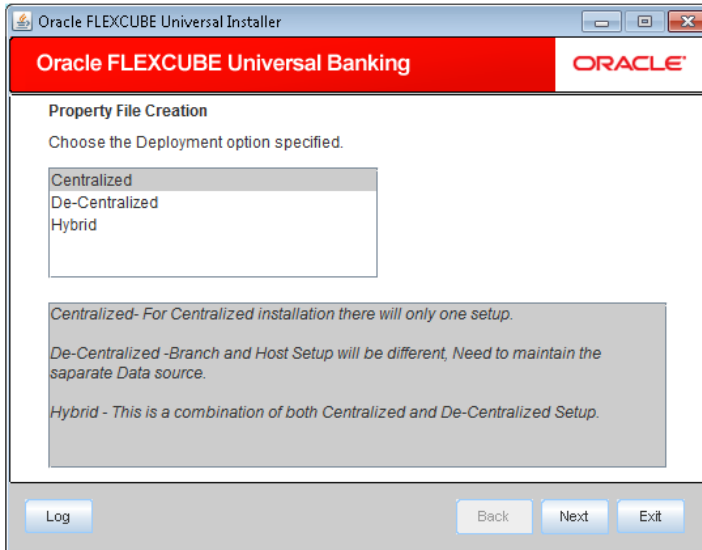 Oracle FLEXCUBE Universal Installer
Oracle FLEXCUBE Universal Banking
ORACLE
Property File Creation
Choose the Deployment option specified.
Centralized
De-Centralized
Hybrid
Centralized- For Centralized installation there will only one setup.
De-Centralized -Branch and Host Setup will be different, Need to maintain the
saparate Data source.
Hybrid - This is a combination of both Centralized and De-Centralized Setup.
Log
Back
Next
Exit